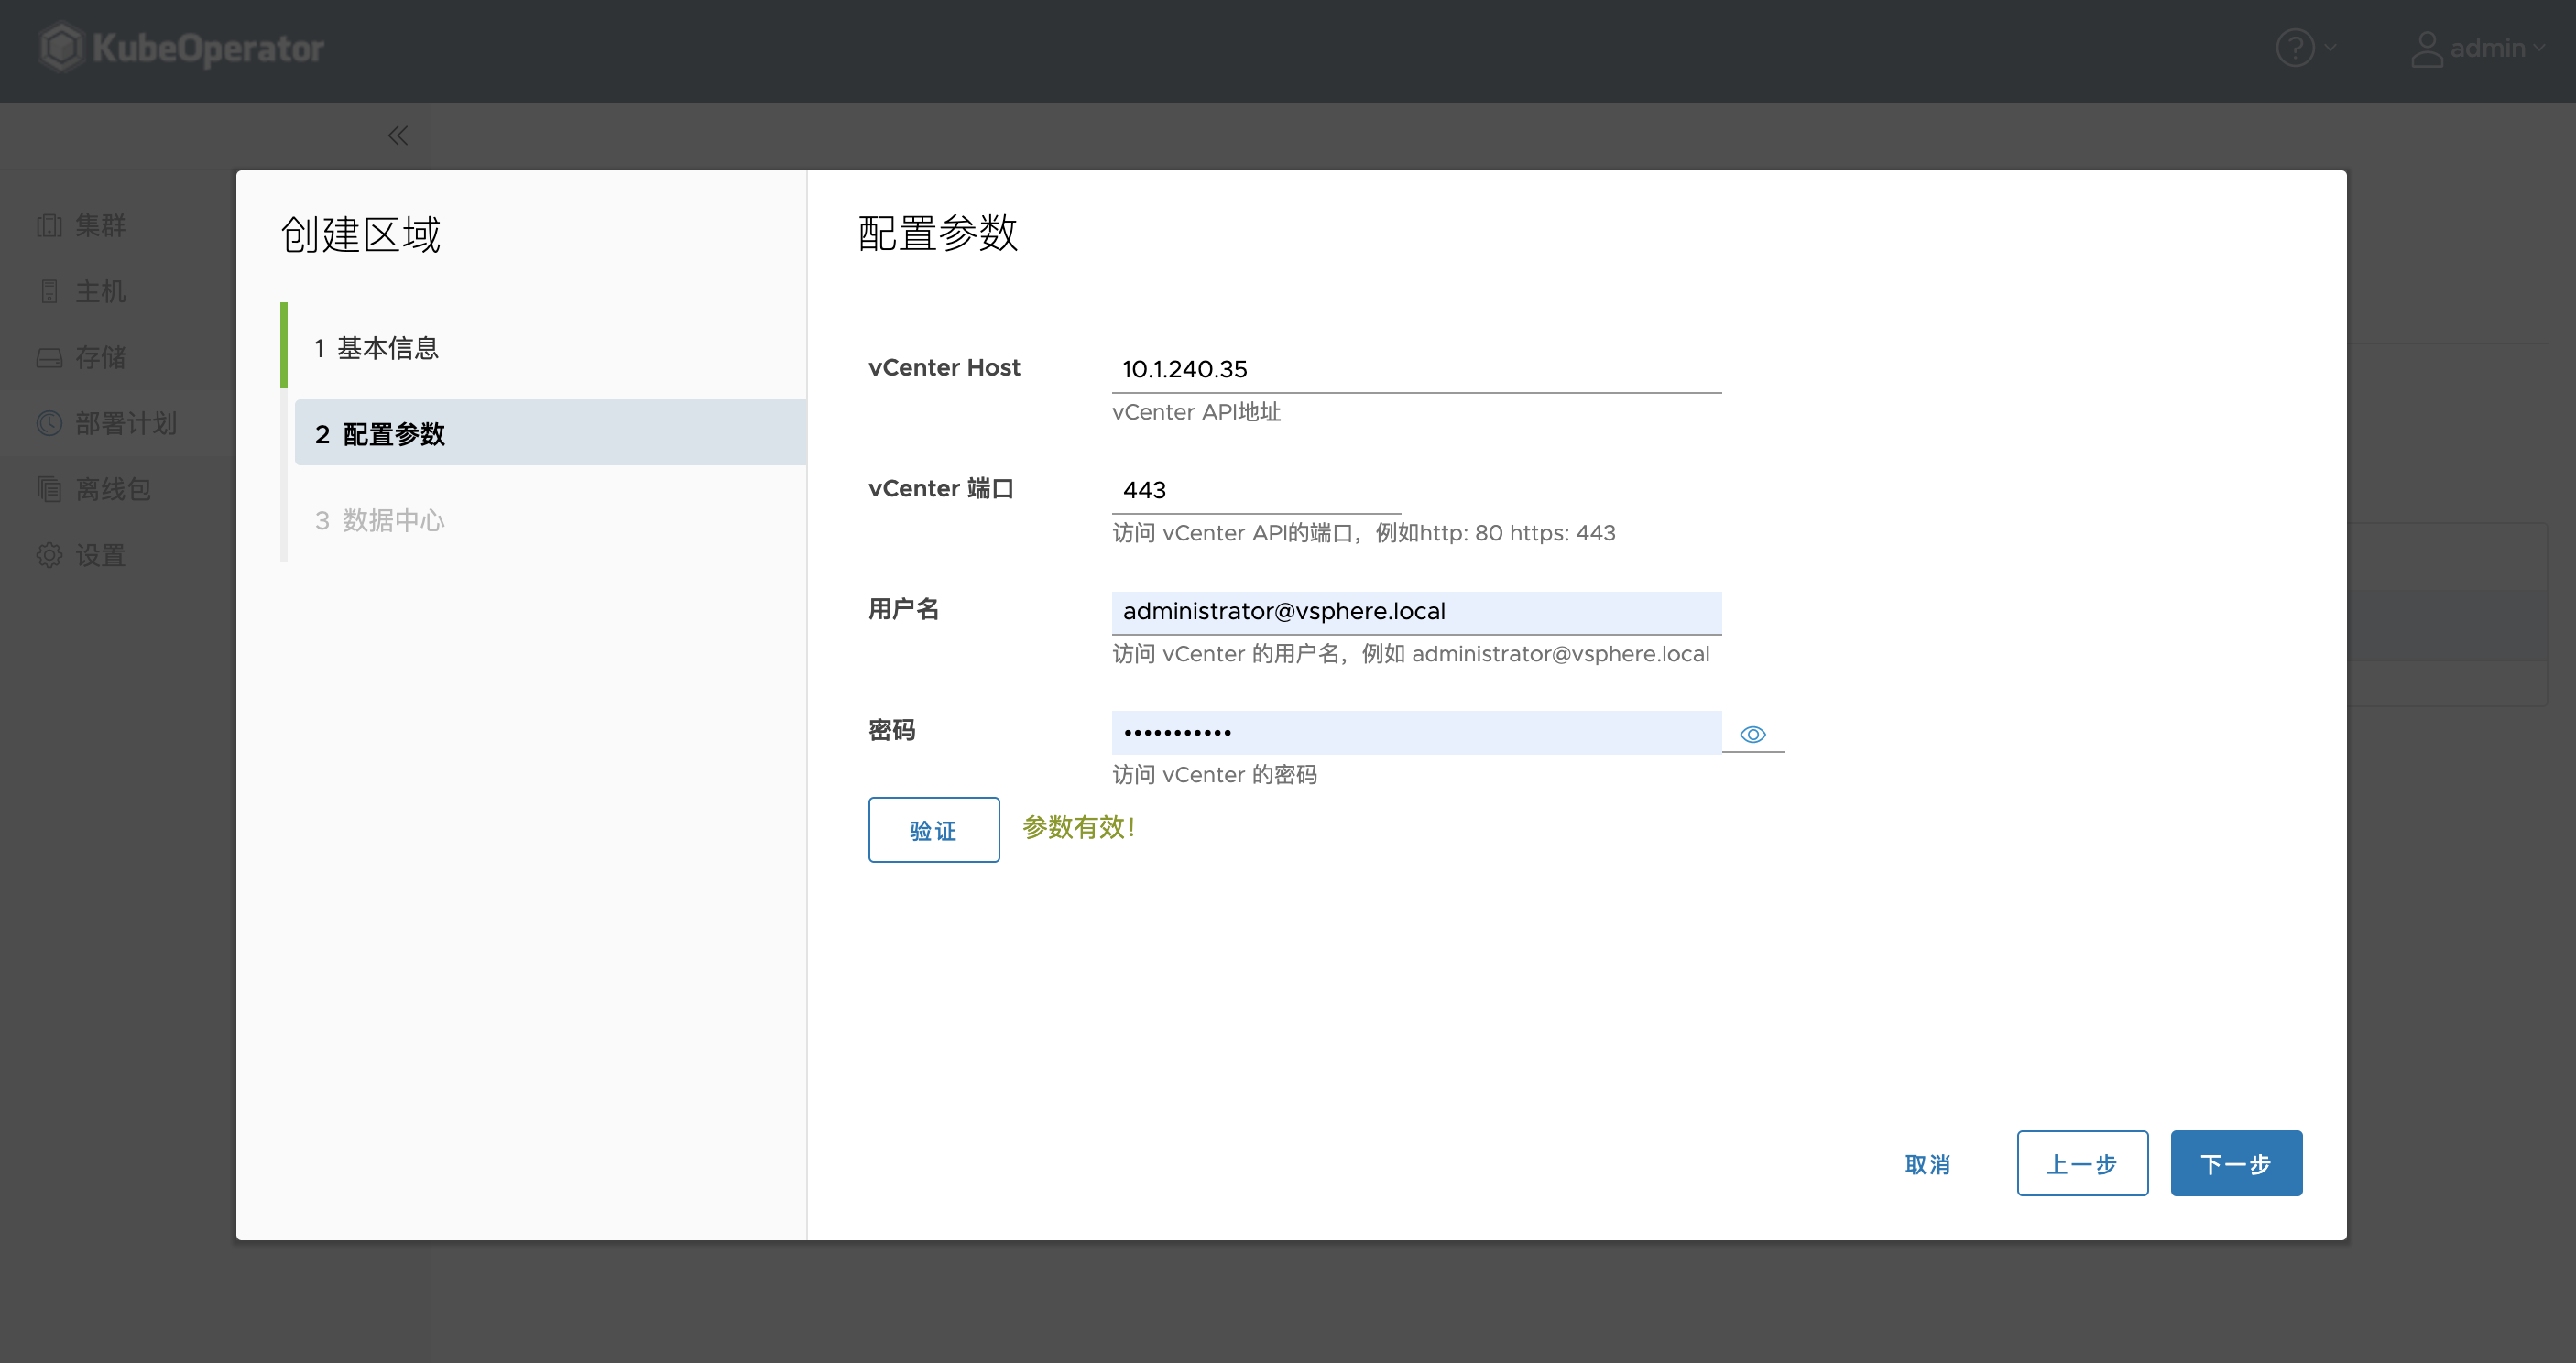 KubeOperator
admin
集群
主机
存储
部署计划
离线包
设置
创建区域
1 基本信息
2 配置参数
3 数据中心
配置参数
vCenter Host 10.1.240.35
vCenter API地址
vCenter 端口 443
访问 vCenter API的端口，例如http: 80 https: 443
用户名 administrator@vsphere.local
访问 vCenter 的用户名，例如 administrator@vsphere.local
密码 •••••••••••
访问 vCenter 的密码
验证 参数有效！
取消 上一步 下一步